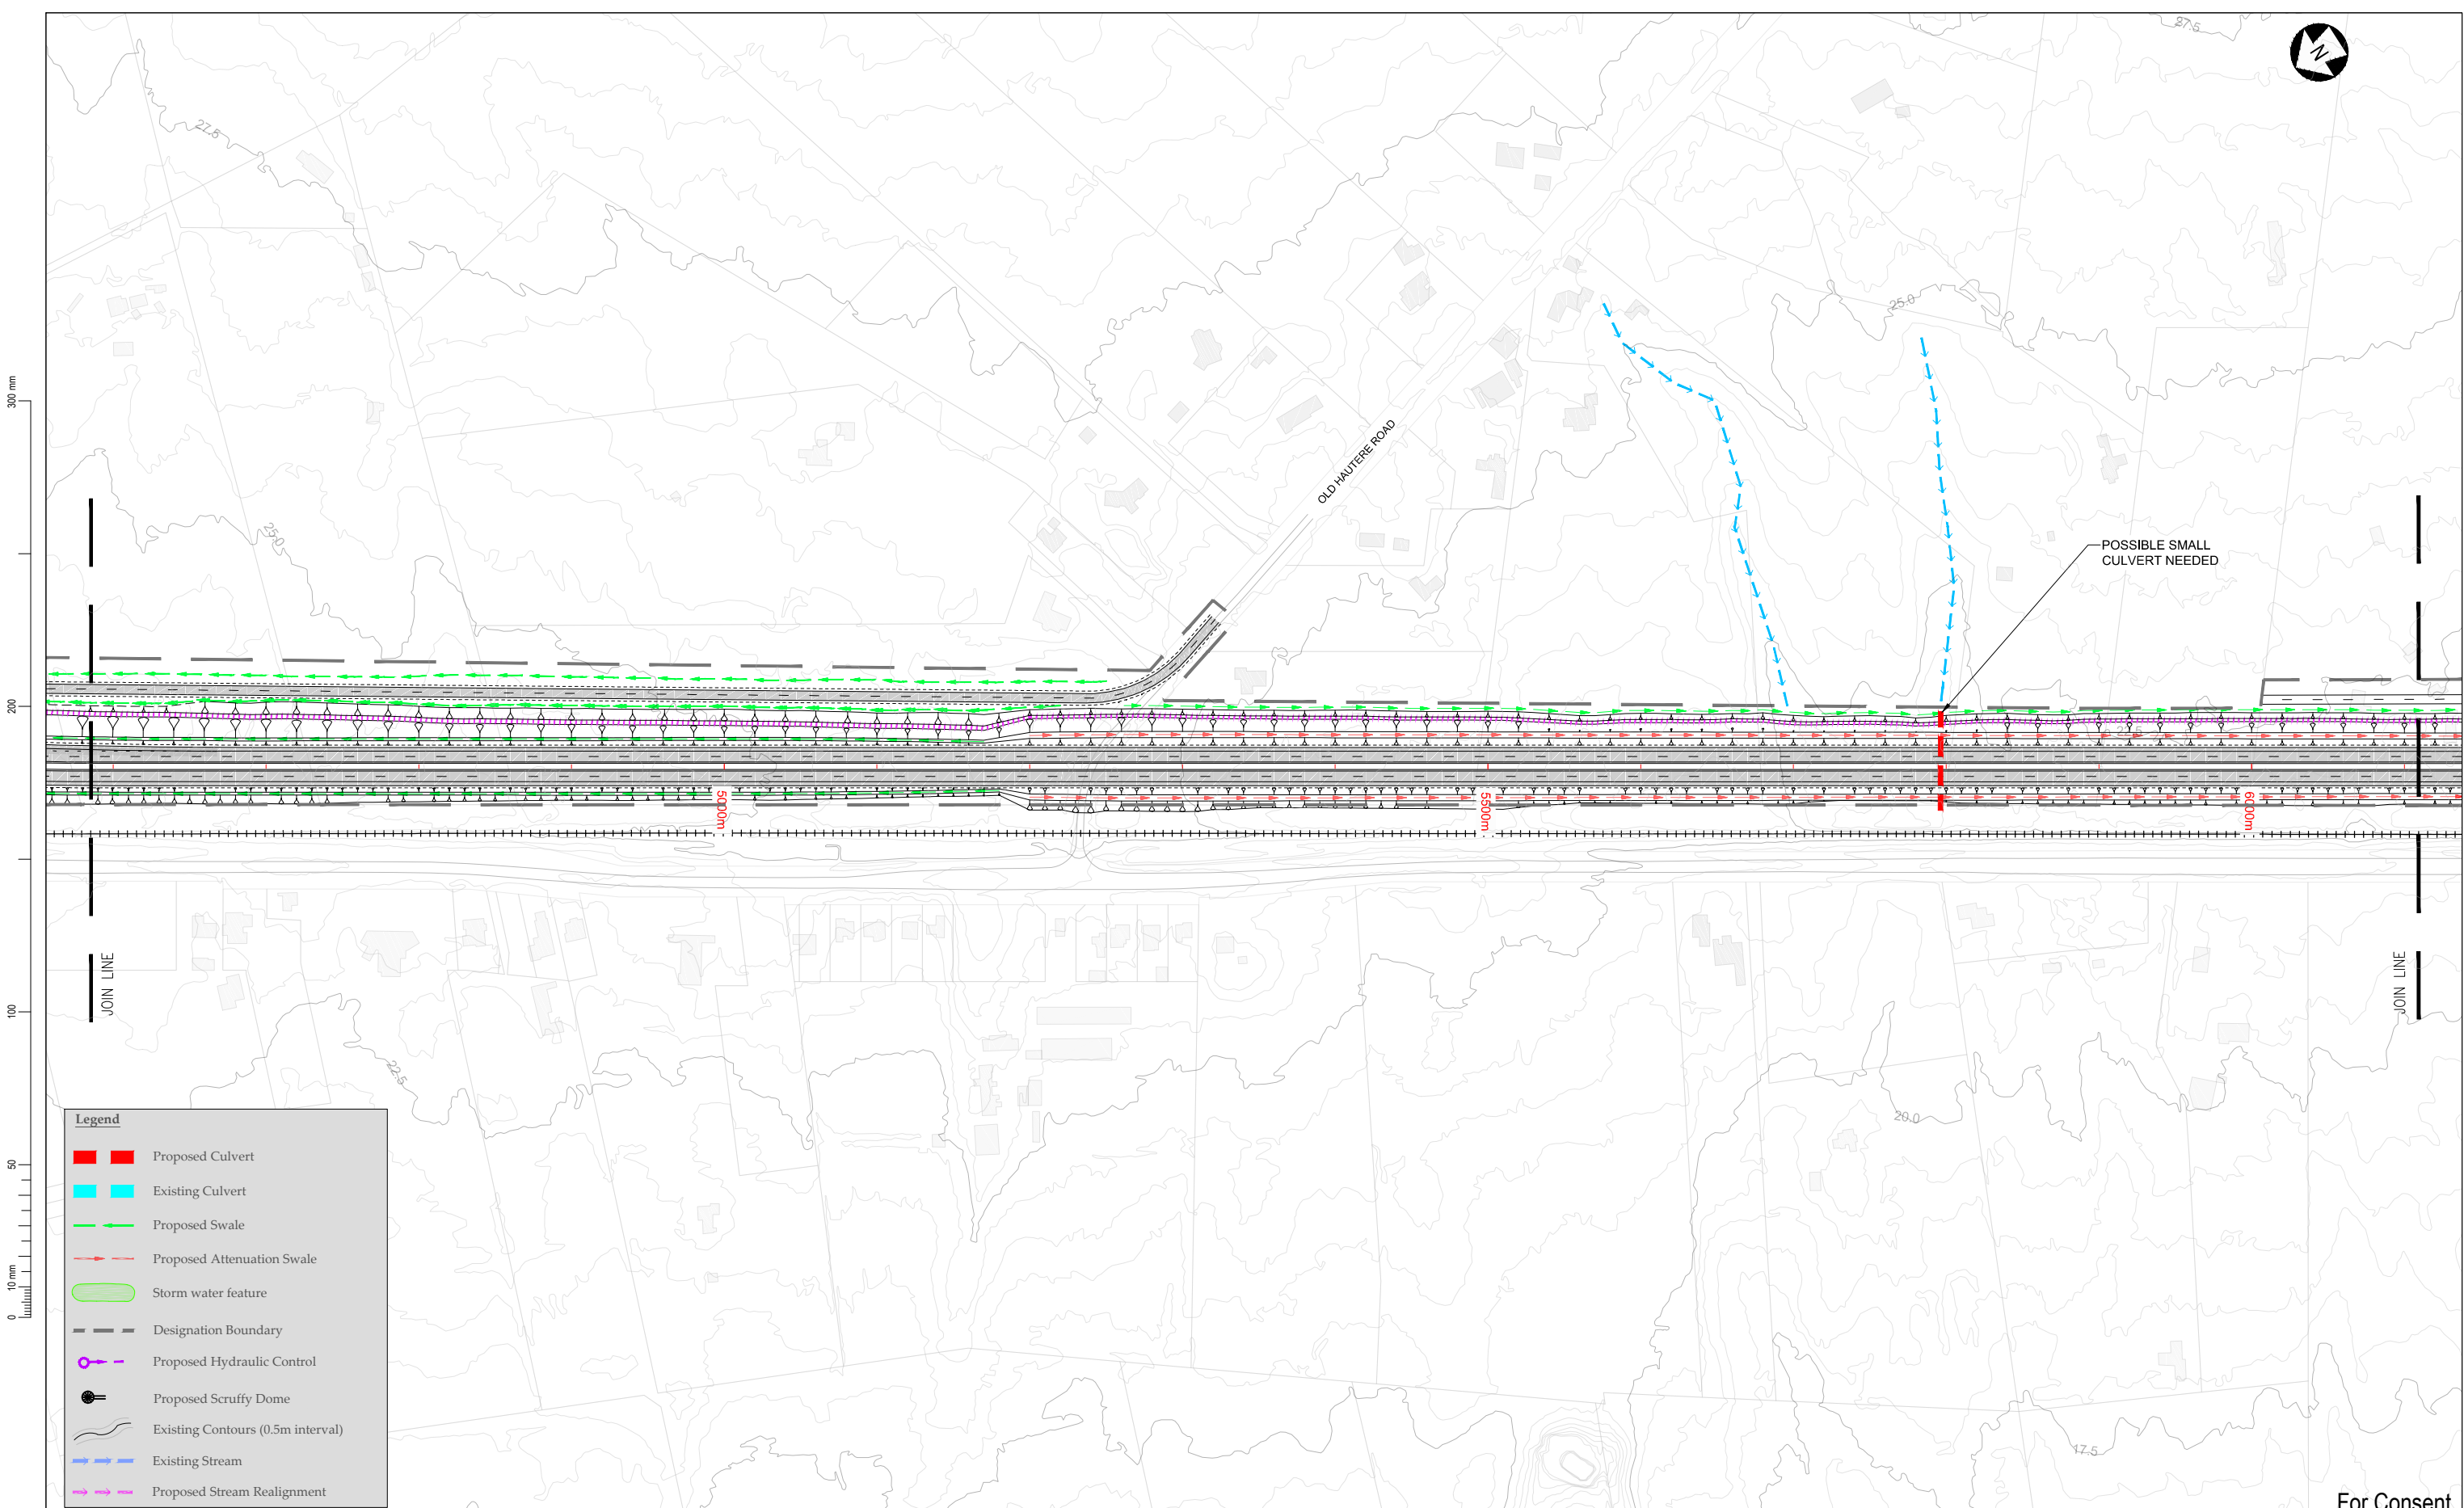 27.5
N
27.5
25.0
300 mm
OLD HAUTERE ROAD
25.0
POSSIBLE SMALL
CULVERT NEEDED
200
5000m
5500m
6000m
JOIN LINE
JOIN LINE
100
22.5
20.0
Legend
Proposed Culvert
50
Existing Culvert
Proposed Swale
Proposed Attenuation Swale
10 mm
Storm water feature
0
Designation Boundary
Proposed Hydraulic Control
Proposed Scruffy Dome
Existing Contours (0.5m interval)
17.5
Existing Stream
Proposed Stream Realignment
For Consent